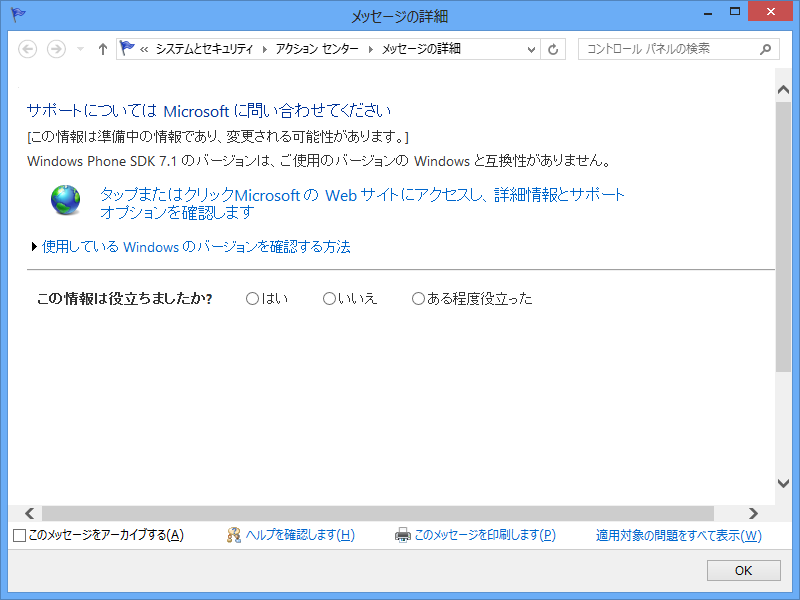 メッセージの詳細
« システムとセキュリティ アクション センター メッセージの詳細
コントロール パネルの検索
サポートについては Microsoft に問い合わせてください
[この情報は準備中の情報であり、変更される可能性があります。]
Windows Phone SDK 7.1 のバージョンは、ご使用のバージョンの Windows と互換性がありません。
タップまたはクリックMicrosoft の Web サイトにアクセスし、詳細情報とサポート
オプションを確認します
使用している Windows のバージョンを確認する方法
この情報は役立ちましたか? はい いいえ ある程度役立った
このメッセージをアーカイブする(A) ヘルプを確認します(H) このメッセージを印刷します(P) 適用対象の問題をすべて表示(W)
OK